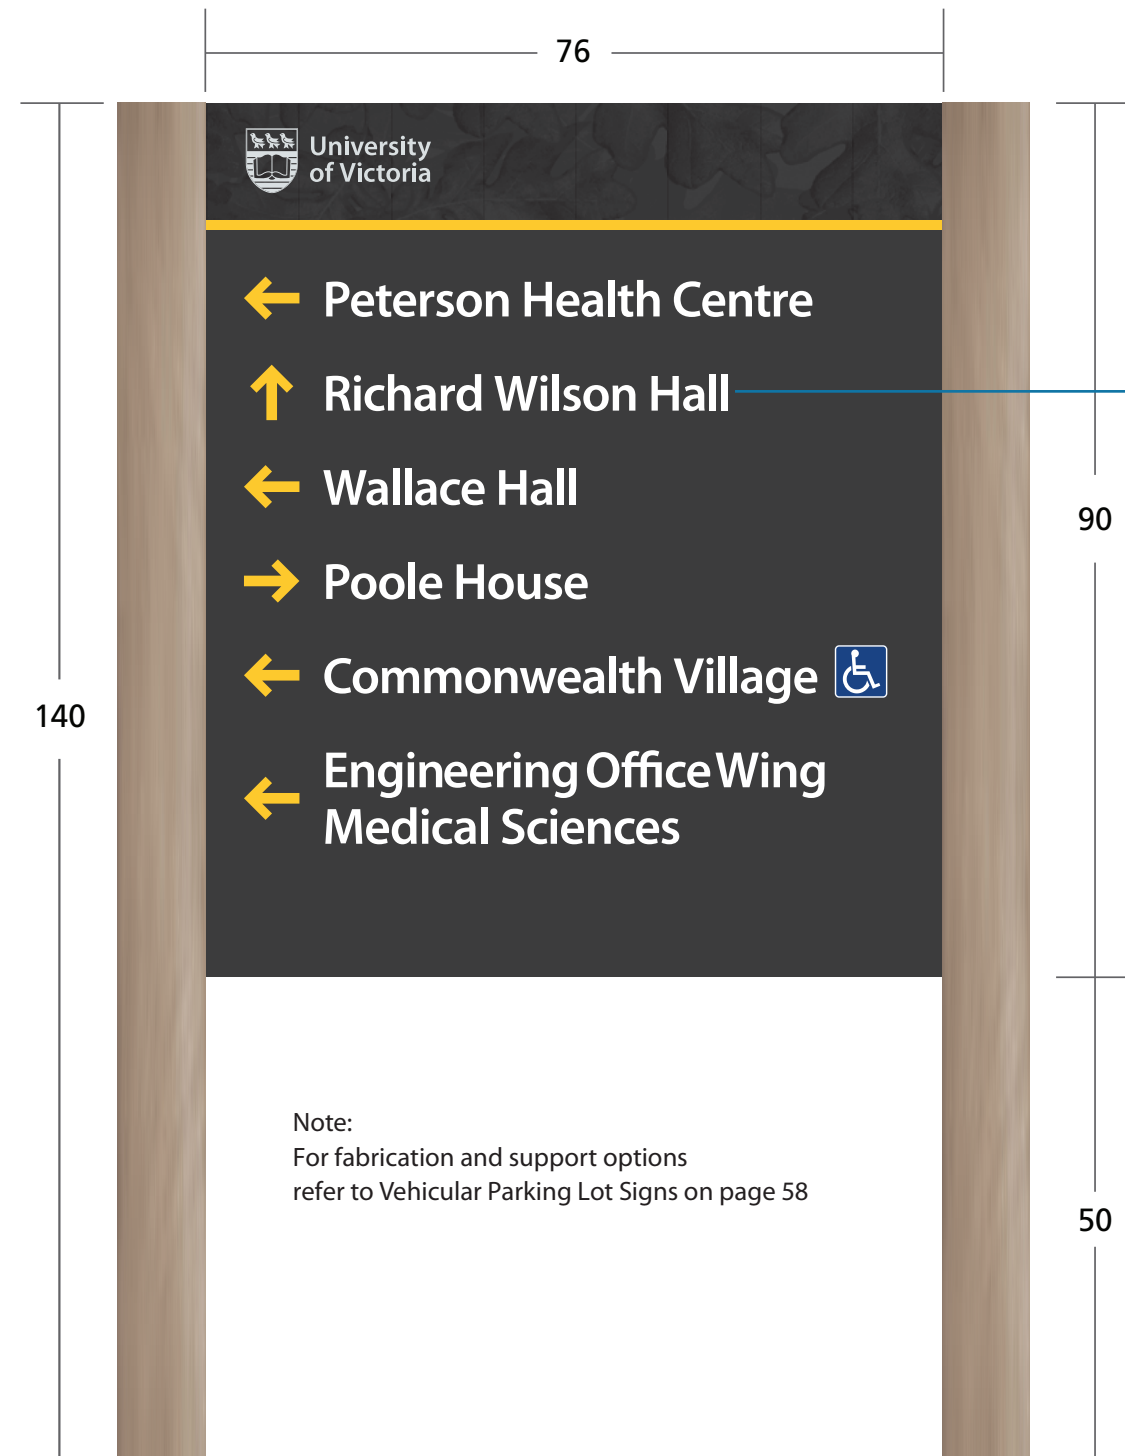 76
University
of Victoria
Peterson Health Centre
Richard Wilson Hall
Wallace Hall
90
Poole House
Commonwealth Village
140
Engineering Office Wing
Medical Sciences
Note:
For fabrication and support options
refer to Vehicular Parking Lot Signs on page 58
50